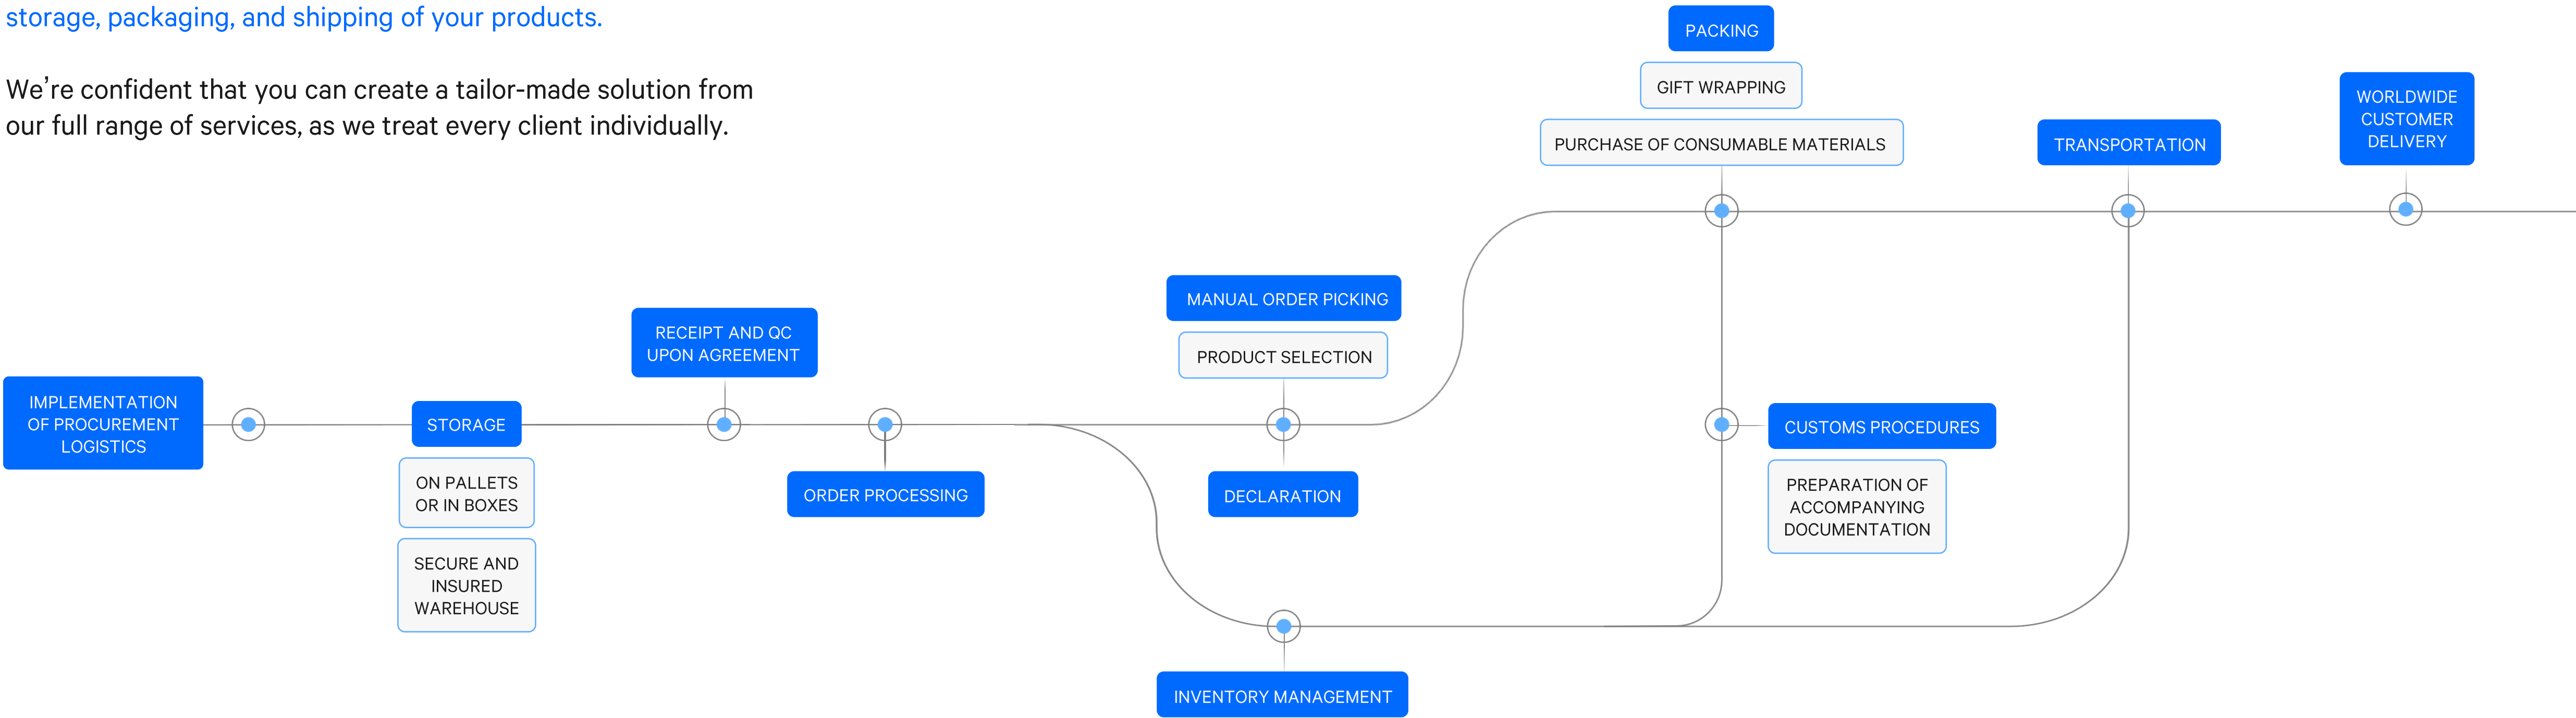 storage, packaging, and shipping of your products.
We’re confident that you can create a tailor-made solution from
our full range of services, as we treat every client individually.
IMPLEMENTATION
OF PROCUREMENT
LOGISTICS
STORAGE
ON PALLETS
OR IN BOXES
SECURE AND
INSURED
WAREHOUSE
RECEIPT AND QC
UPON AGREEMENT
ORDER PROCESSING
MANUAL ORDER PICKING
PRODUCT SELECTION
DECLARATION
INVENTORY MANAGEMENT
PACKING
GIFT WRAPPING
PURCHASE OF CONSUMABLE MATERIALS
CUSTOMS PROCEDURES
PREPARATION OF
ACCOMPANYING
DOCUMENTATION
TRANSPORTATION
WORLDWIDE
CUSTOMER
DELIVERY